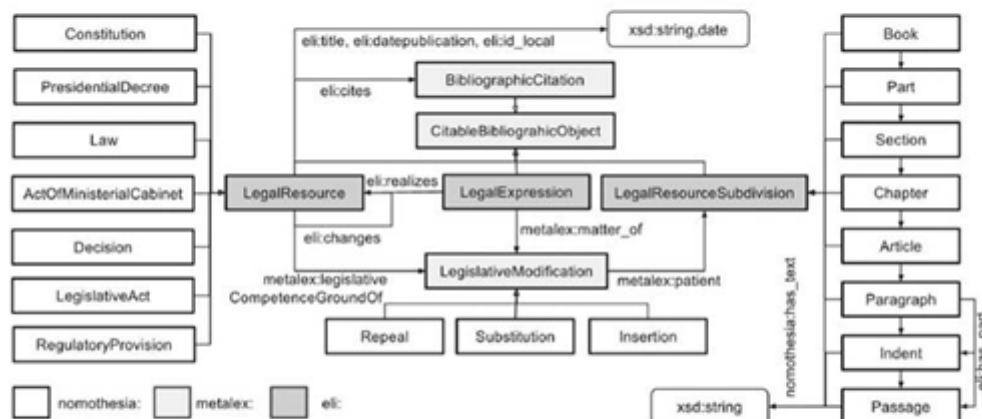 Constitution
PresidentialDecree
Law
ActOfMinisterialCabinet
Decision
LegislativeAct
RegulatoryProvision
eli:title, eli:datepublication, eli:id_local
xsd:string,date
eli:cites
BibliographicCitation
CitableBibliograhicObject
LegalResource
eli:realizes
LegalExpression
LegalResourceSubdivision
eli:changes
metalex:matter_of
metalex:legislative
CompetenceGroundOf
LegislativeModification
metalex:patient
Repeal
Substitution
Insertion
Book
Part
Section
Chapter
Article
Paragraph
Indent
Passage
nomothesia:has_text
eli:has_part
xsd:string
nomothesia:
metalex:
eli: